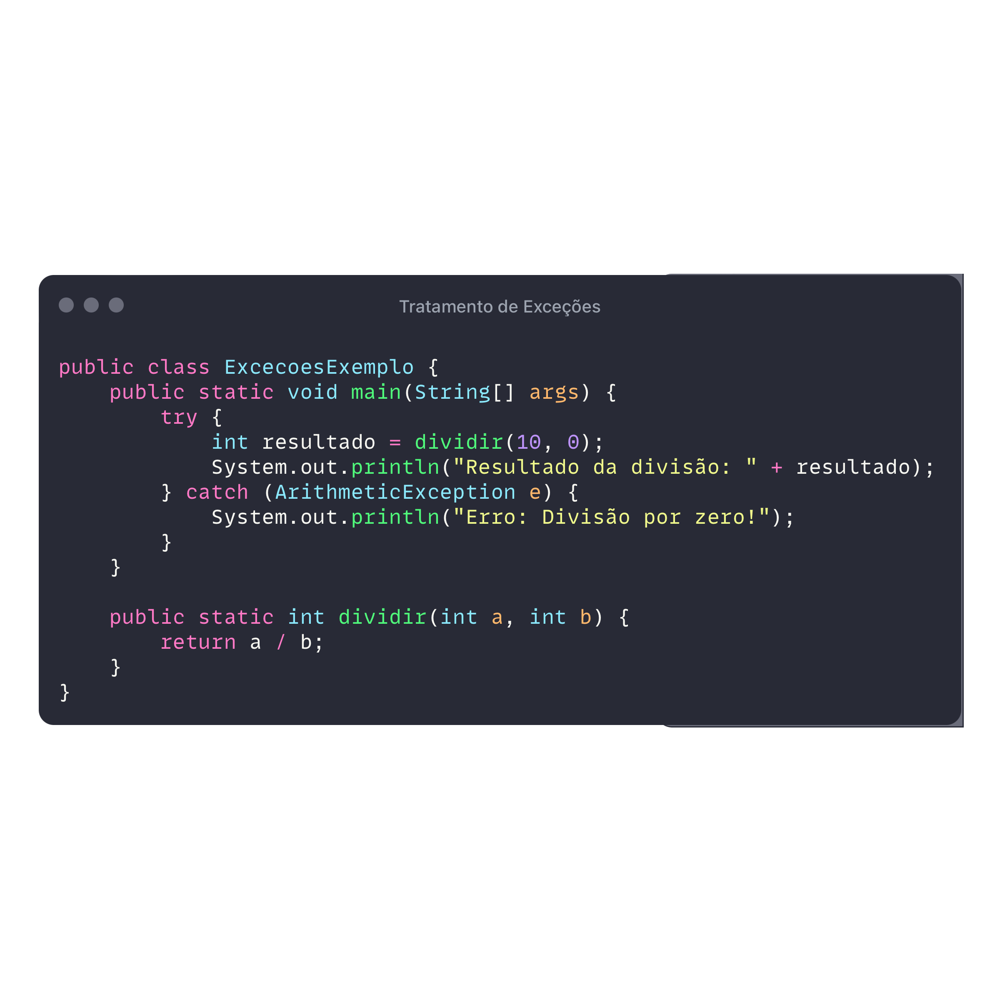 Tratamento de Exceções
public class ExcecoesExemplo {
    public static void main(String[] args) {
        try {
            int resultado = dividir(10, 0);
            System.out.println("Resultado da divisão: " + resultado);
        } catch (ArithmeticException e) {
            System.out.println("Erro: Divisão por zero!");
        }
    }

    public static int dividir(int a, int b) {
        return a / b;
    }
}